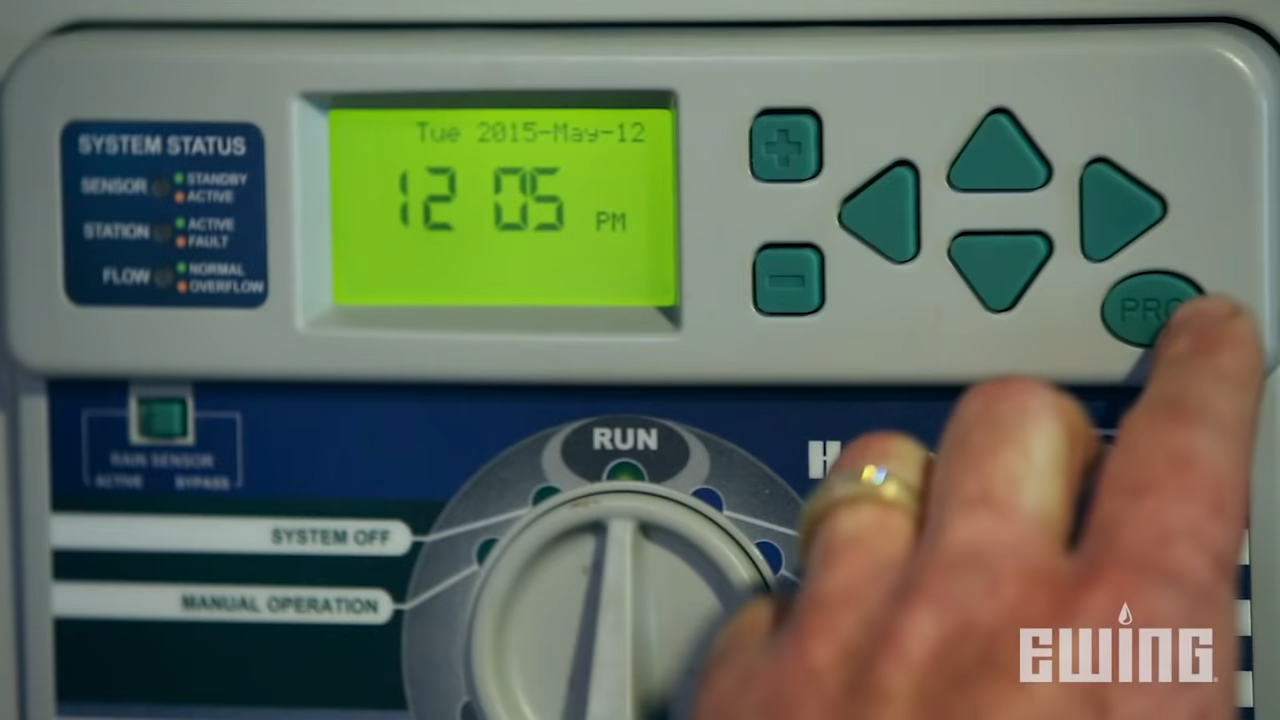 SYSTEM STATUS
SENSOR
STANDBY
ACTIVE
STATION
ACTIVE
FAULT
FLOW
NORMAL
OVERFLOW
Tue 2015-May-12
12 05 PM
+
-
RAIN SENSOR
ACTIVE BYPASS
RUN
H
SYSTEM OFF
MANUAL OPERATION
EWING